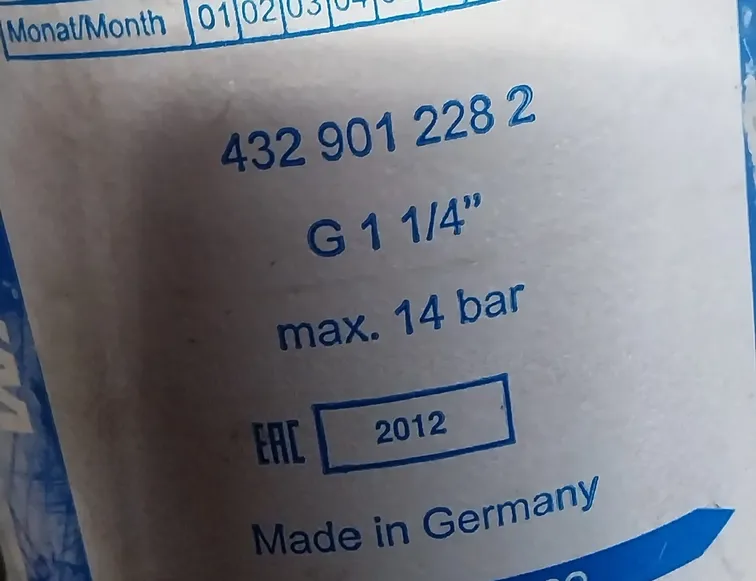 Monat/Month 01 02 03 04
432 901 228 2
G 1 1/4”
max. 14 bar
EAC 2012
Made in Germany